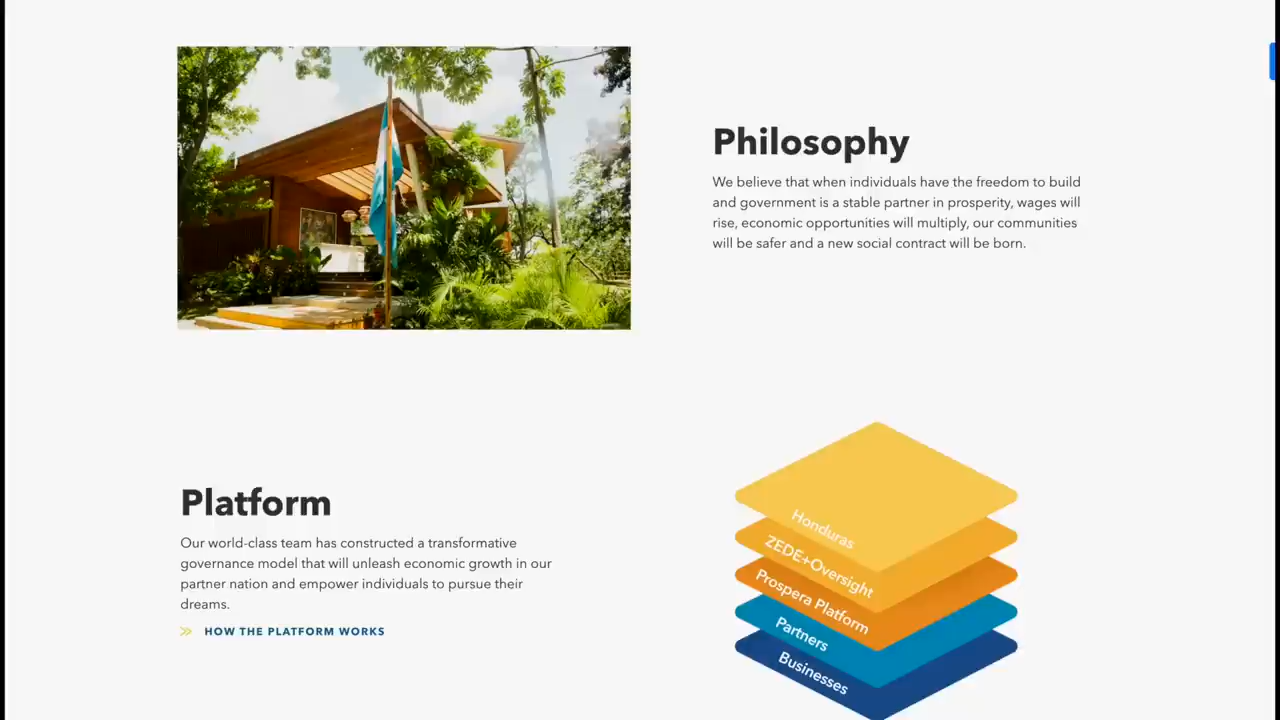 Philosophy
We believe that when individuals have the freedom to build
and government is a stable partner in prosperity, wages will
rise, economic opportunities will multiply, our communities
will be safer and a new social contract will be born.
Platform
Our world-class team has constructed a transformative
governance model that will unleash economic growth in our
partner nation and empower individuals to pursue their
dreams.
HOW THE PLATFORM WORKS
Honduras
ZEDE+Oversight
Prospera Platform
Partners
Businesses